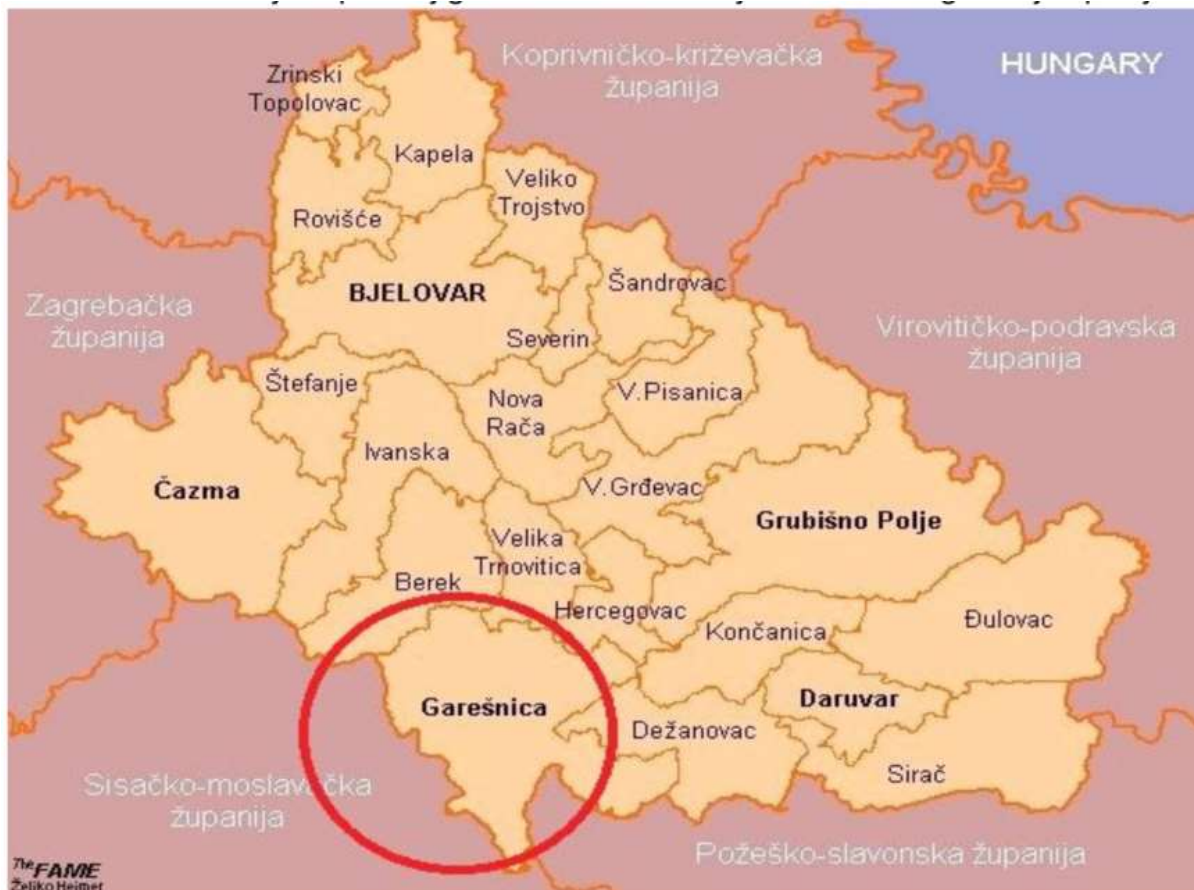 Koprivničko-križevačka
županija
HUNGARY
Zrinski
Topolovac
Kapela
Veliko
Trojstvo
Rovišće
Zagrebačka
županija
BJELOVAR
Šandrovac
Severin
Virovitičko-podravska
županija
Štefanje
Nova
Rača
V.Pisanica
Ivanska
Čazma
V.Grđevac
Grubišno Polje
Velika
Trnovitica
Berek
Hercegovac
Končanica
Đulovac
Garešnica
Daruvar
Dežanovac
Sirač
Sisačko-moslavačka
županija
Požeško-slavonska županija
The FAME
Željko Heimer